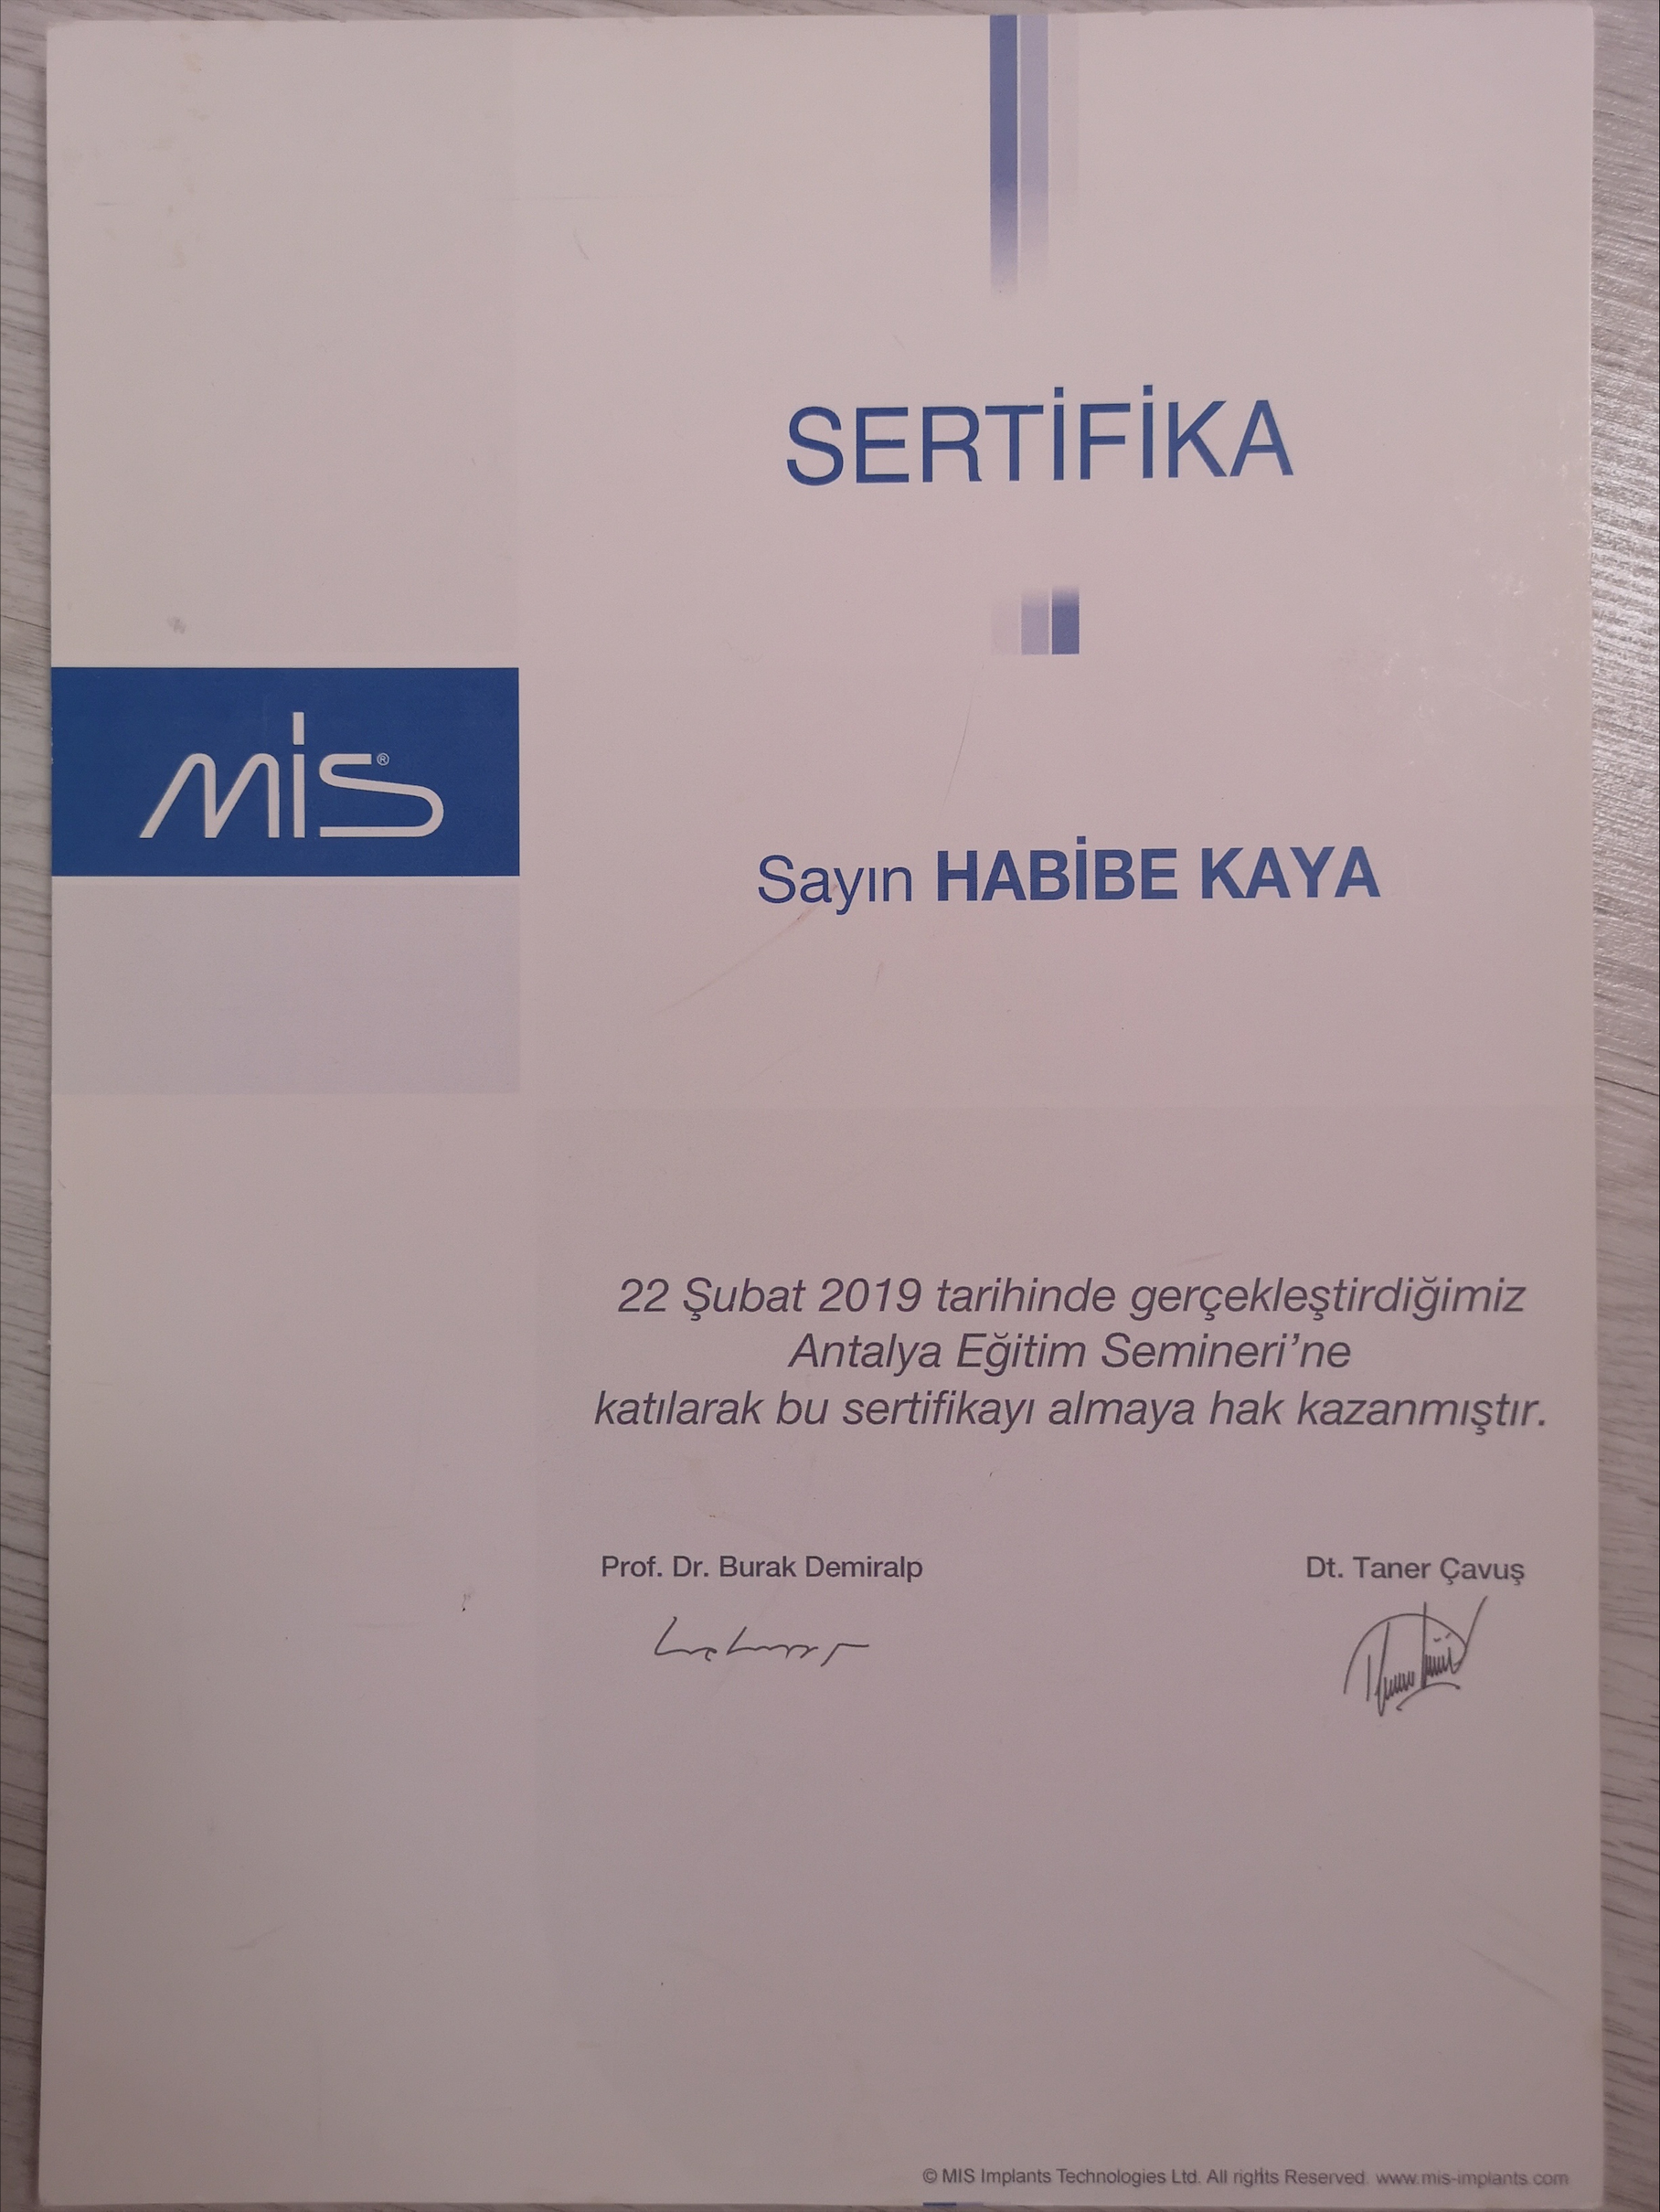 SERTİFİKA
MİS®
Sayın HABİBE KAYA
22 Şubat 2019 tarihinde gerçekleştirdiğimiz
Antalya Eğitim Semineri’ne
katılarak bu sertifikayı almaya hak kazanmıştır.
Prof. Dr. Burak Demiralp
Dt. Taner Çavuş
© MIS Implants Technologies Ltd. All rights Reserved. www.mis-implants.com